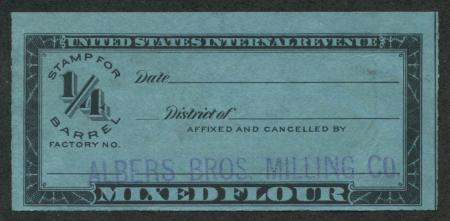 UNITED STATES INTERNAL REVENUE
STAMP FOR
1/4
BARREL
FACTORY NO.
Date
District of
AFFIXED AND CANCELLED BY
ALBERS BROS. MILLING CO.
MIXED FLOUR